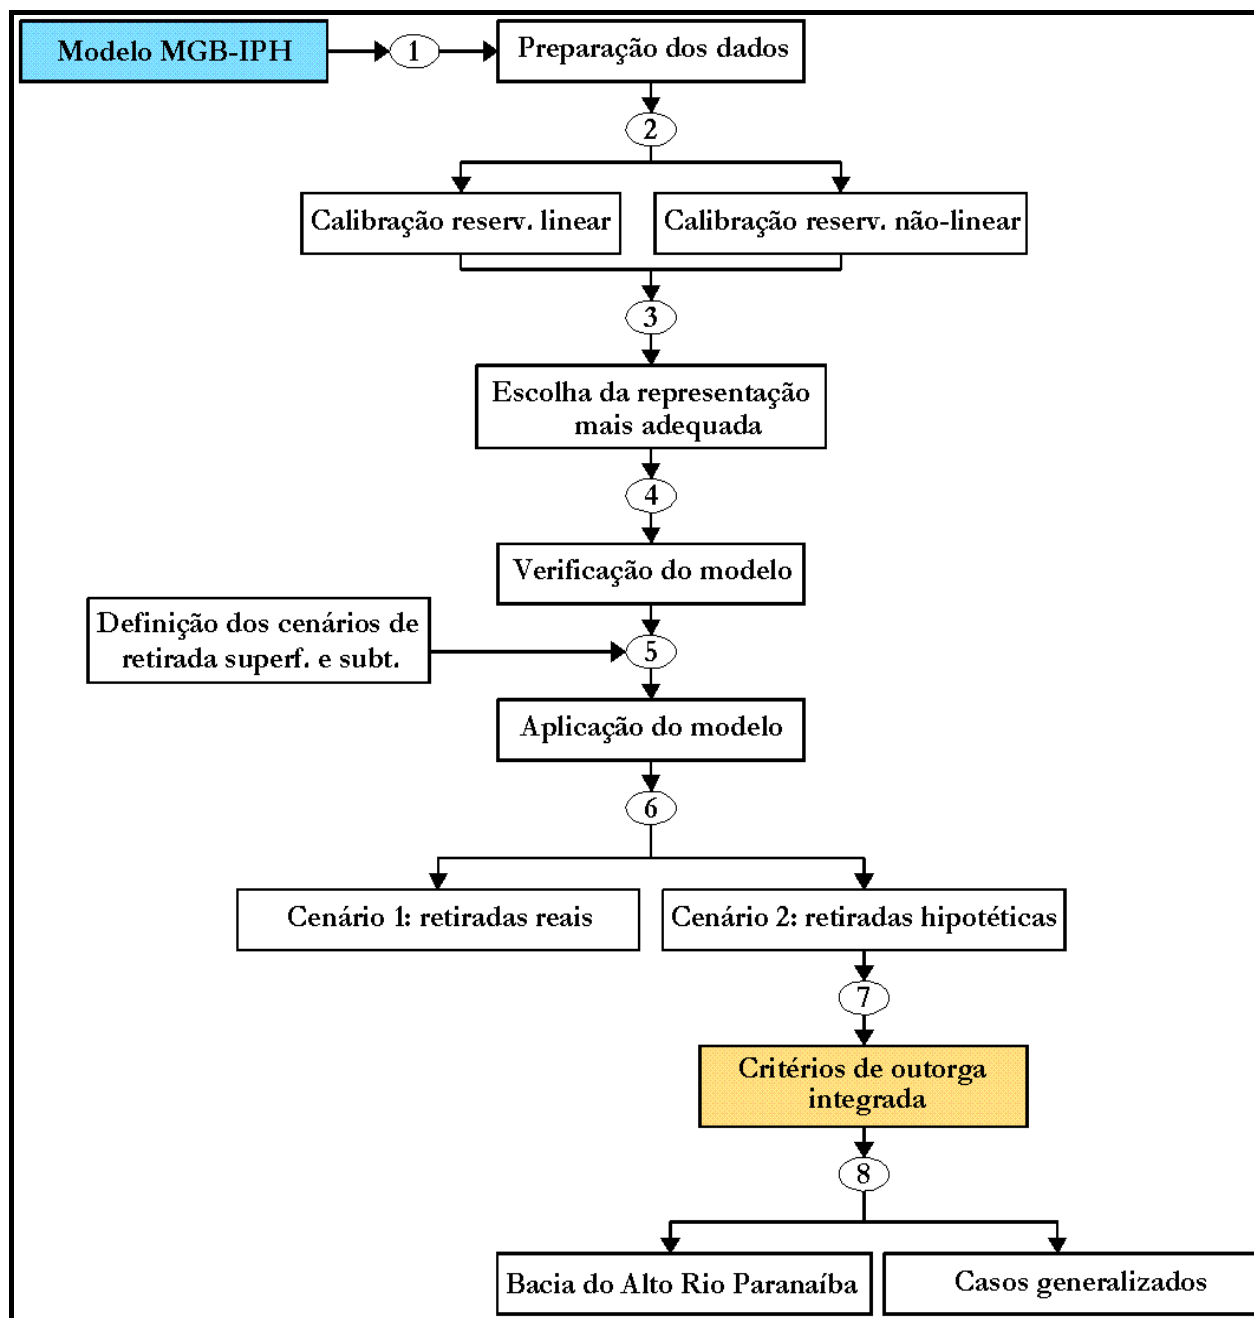 Modelo MGB-IPH
1
Preparação dos dados
2
Calibração reserv. linear
Calibração reserv. não-linear
3
Escolha da representação
mais adequada
4
Verificação do modelo
Definição dos cenários de
retirada superf. e subt.
5
Aplicação do modelo
6
Cenário 1: retiradas reais
Cenário 2: retiradas hipotéticas
7
Critérios de outorga
integrada
8
Bacia do Alto Rio Paranaíba
Casos generalizados